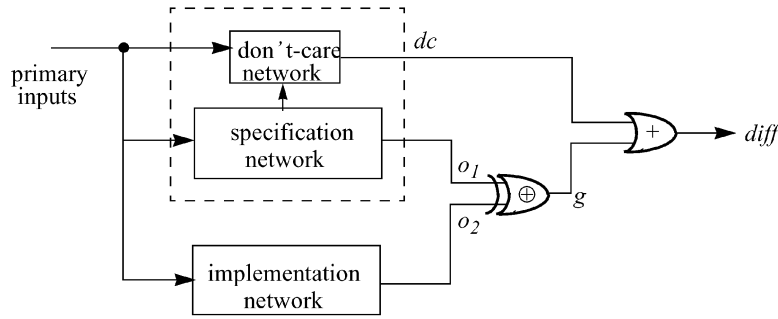 don't-care
network
dc
primary
inputs
specification
network
o1
⊕
g
o2
+
diff
implementation
network